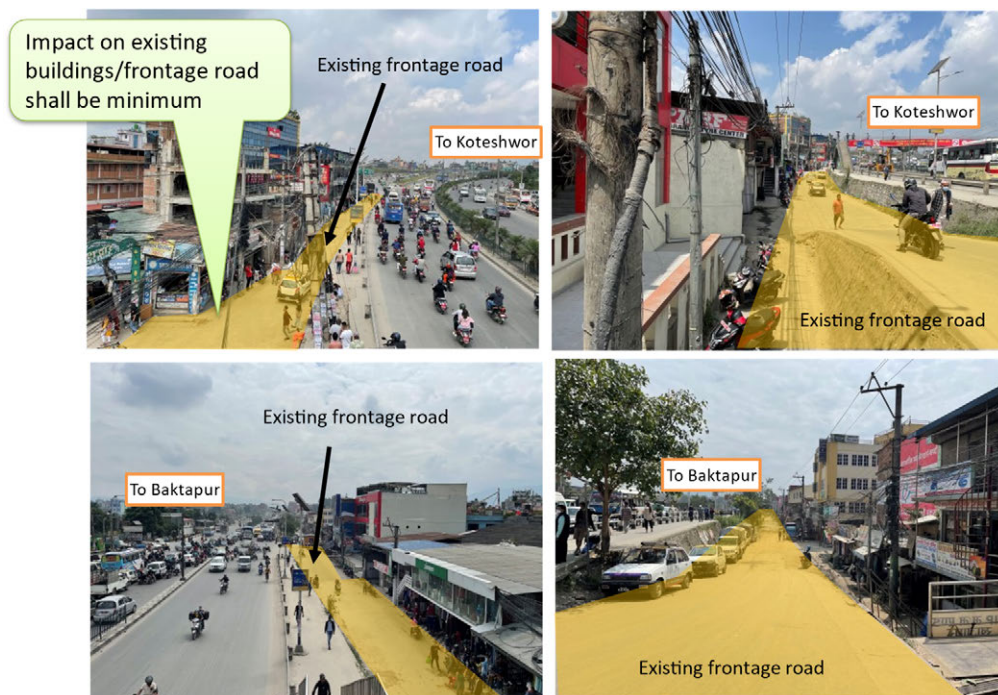 Impact on existing
buildings/frontage road
shall be minimum
Existing frontage road
To Koteshwor
To Koteshwor
Existing frontage road
Existing frontage road
To Baktapur
To Baktapur
Existing frontage road